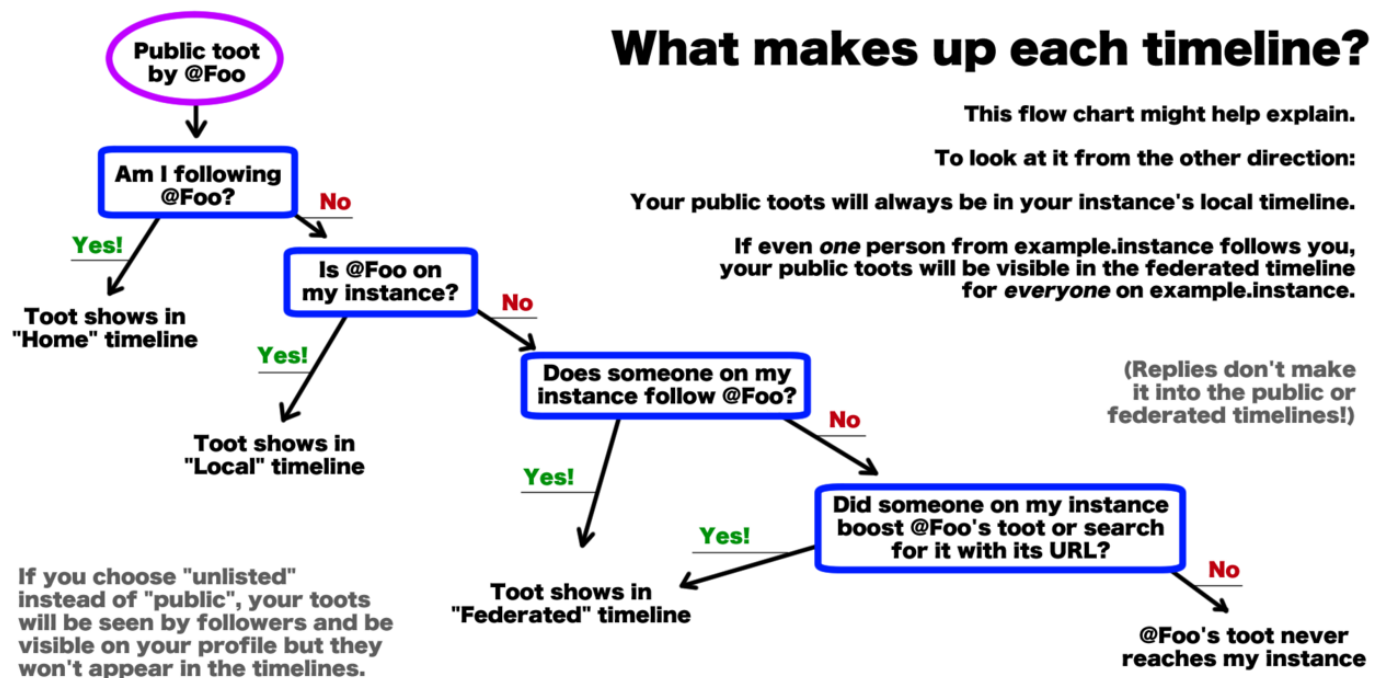 What makes up each timeline?
This flow chart might help explain.
To look at it from the other direction:
Your public toots will always be in your instance's local timeline.
If even one person from example.instance follows you,
your public toots will be visible in the federated timeline
for everyone on example.instance.
(Replies don't make
it into the public or
federated timelines!)
Public toot
by @Foo
Am I following
@Foo?
No
Yes!
Toot shows in
"Home" timeline
Is @Foo on
my instance?
No
Yes!
Toot shows in
"Local" timeline
Does someone on my
instance follow @Foo?
No
Yes!
Did someone on my instance
boost @Foo's toot or search
for it with its URL?
Yes!
No
Toot shows in
"Federated" timeline
@Foo's toot never
reaches my instance
If you choose "unlisted"
instead of "public", your toots
will be seen by followers and be
visible on your profile but they
won't appear in the timelines.